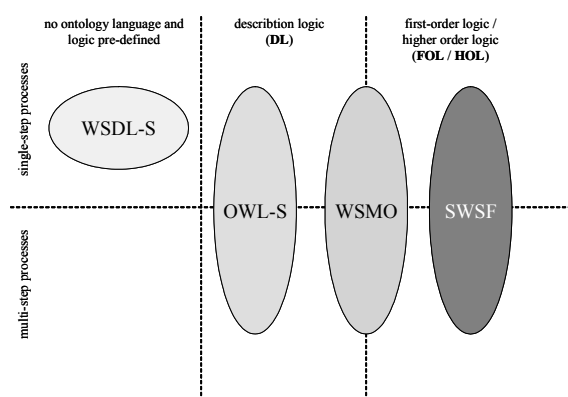 no ontology language and
logic pre-defined
describtion logic
(DL)
first-order logic /
higher order logic
(FOL / HOL)
single-step processes
WSDL-S
OWL-S
WSMO
SWSF
multi-step processes